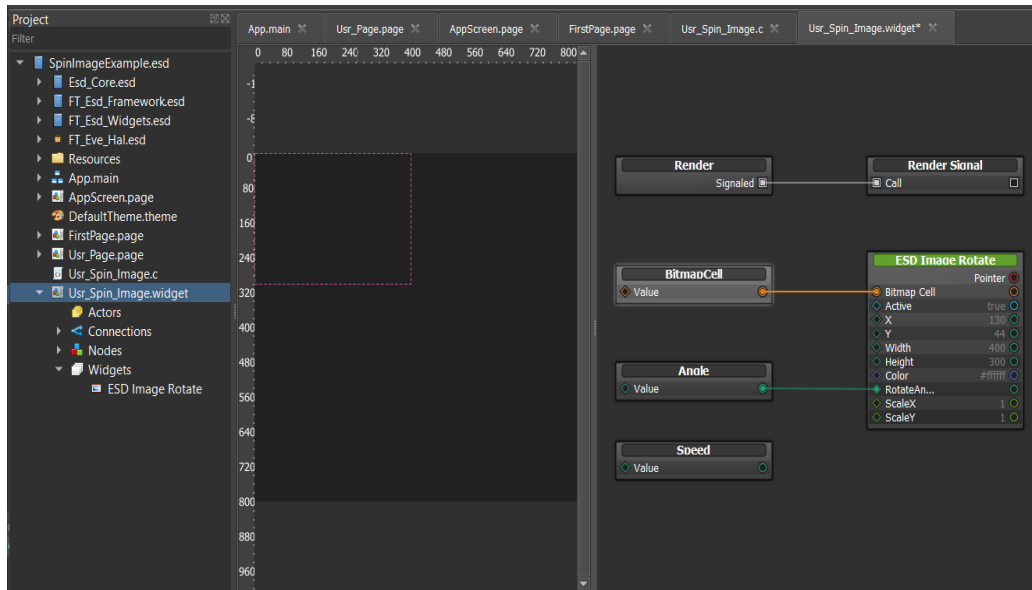 Project
Filter
SpinImageExample.esd
Esd_Core.esd
FT_Esd_Framework.esd
FT_Esd_Widgets.esd
FT_Eve_Hal.esd
Resources
App.main
AppScreen.page
DefaultTheme.theme
FirstPage.page
Usr_Page.page
Usr_Spin_Image.c
Usr_Spin_Image.widget
Actors
Connections
Nodes
Widgets
ESD Image Rotate
App.main Usr_Page.page AppScreen.page FirstPage.page Usr_Spin_Image.c Usr_Spin_Image.widget*
0 80 160 240 320 400 480 560 640 720 800
-1
-8
0
80
160
240
320
400
480
560
640
720
800
880
960
Render
Signaled
Render Signal
Call
BitmapCell
Value
Angle
Value
Speed
Value
ESD Image Rotate
Pointer
Bitmap Cell
Active true
X 130
Y 44
Width 400
Height 300
Color #ffffff
RotateAn...
ScaleX 1
ScaleY 1